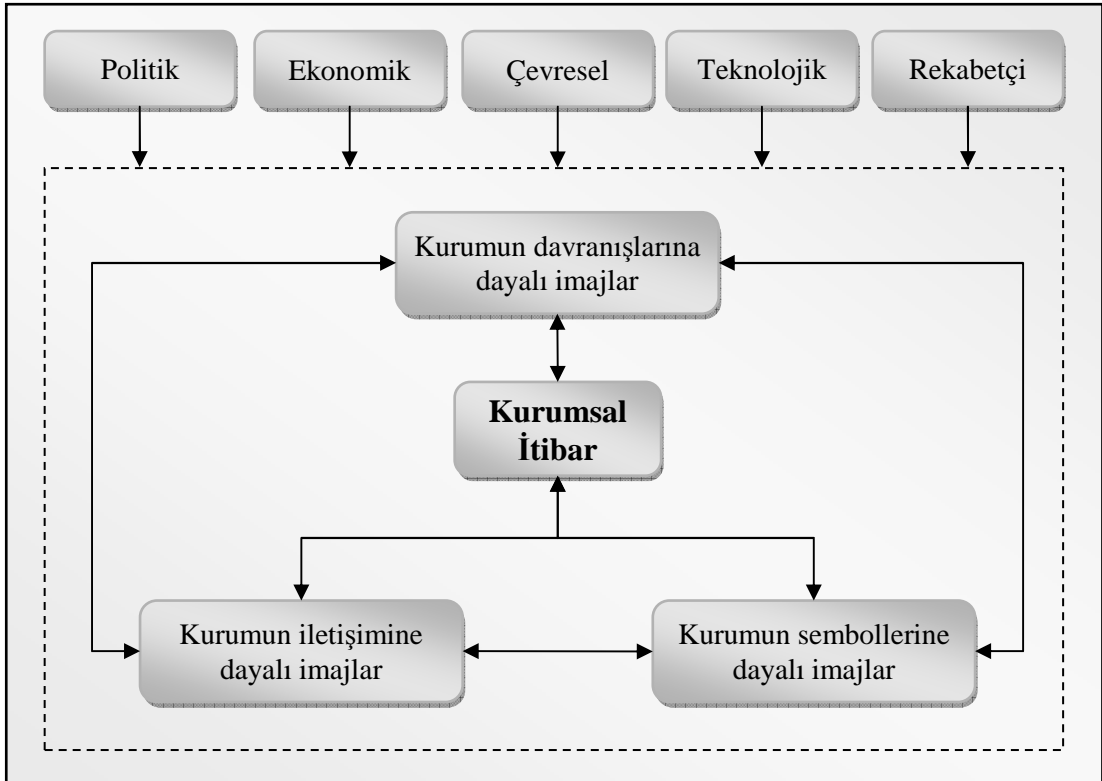 Politik
Ekonomik
Çevresel
Teknolojik
Rekabetçi
Kurumun davranışlarına
dayalı imajlar
Kurumsal
İtibar
Kurumun iletişimine
dayalı imajlar
Kurumun sembollerine
dayalı imajlar